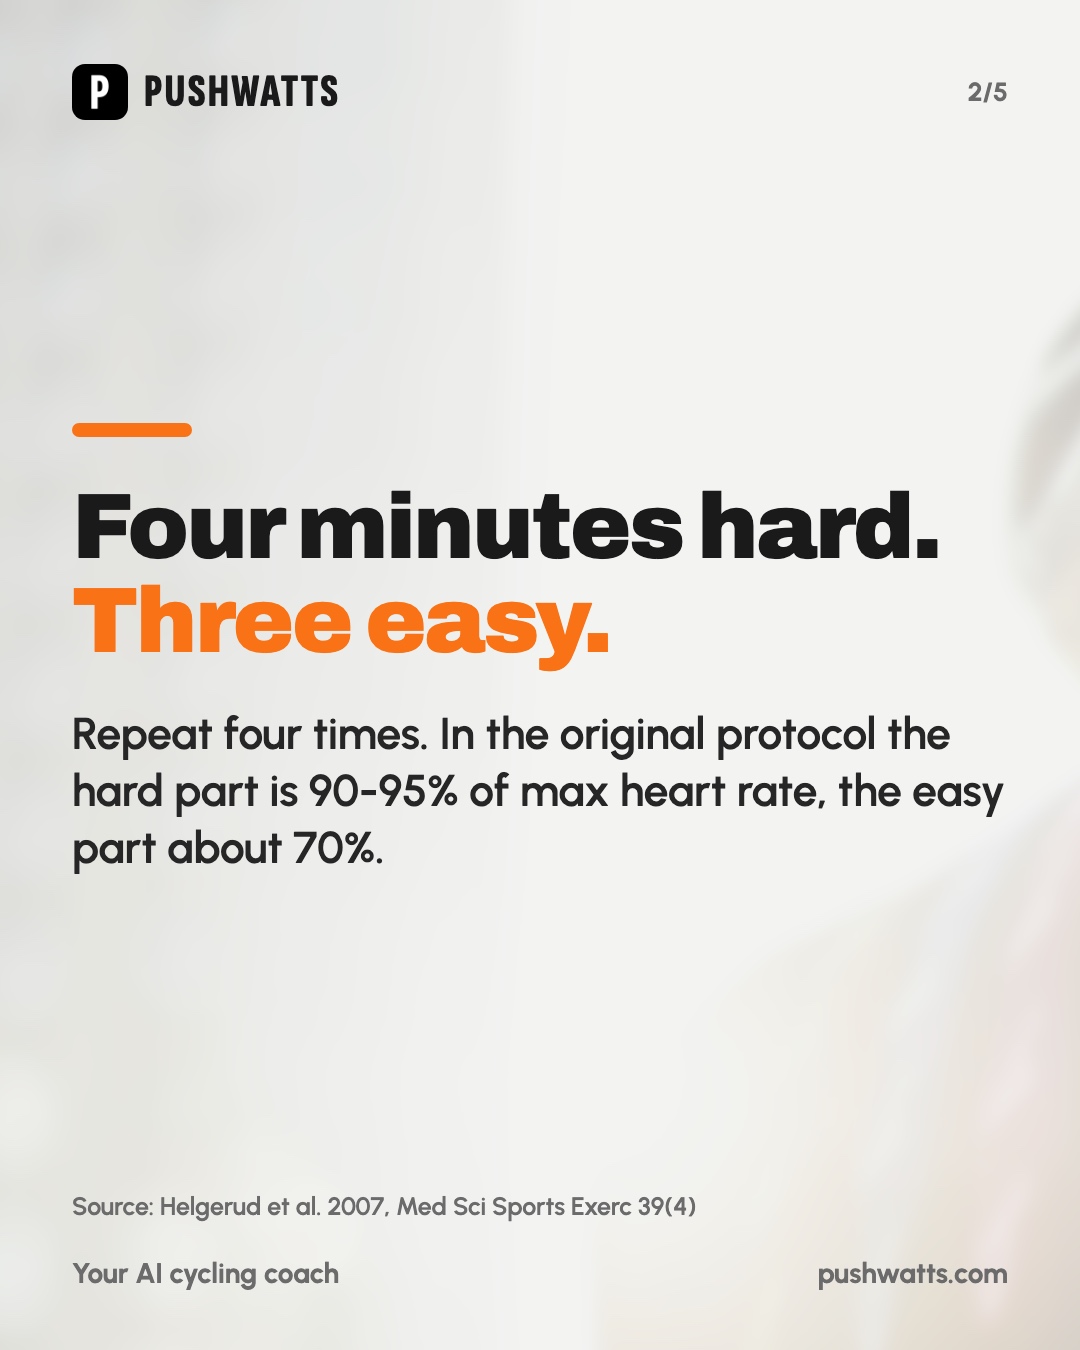 P PUSHWATTS
2/5
Four minutes hard.
Three easy.
Repeat four times. In the original protocol the
hard part is 90-95% of max heart rate, the easy
part about 70%.
Source: Helgerud et al. 2007, Med Sci Sports Exerc 39(4)
Your AI cycling coach
pushwatts.com